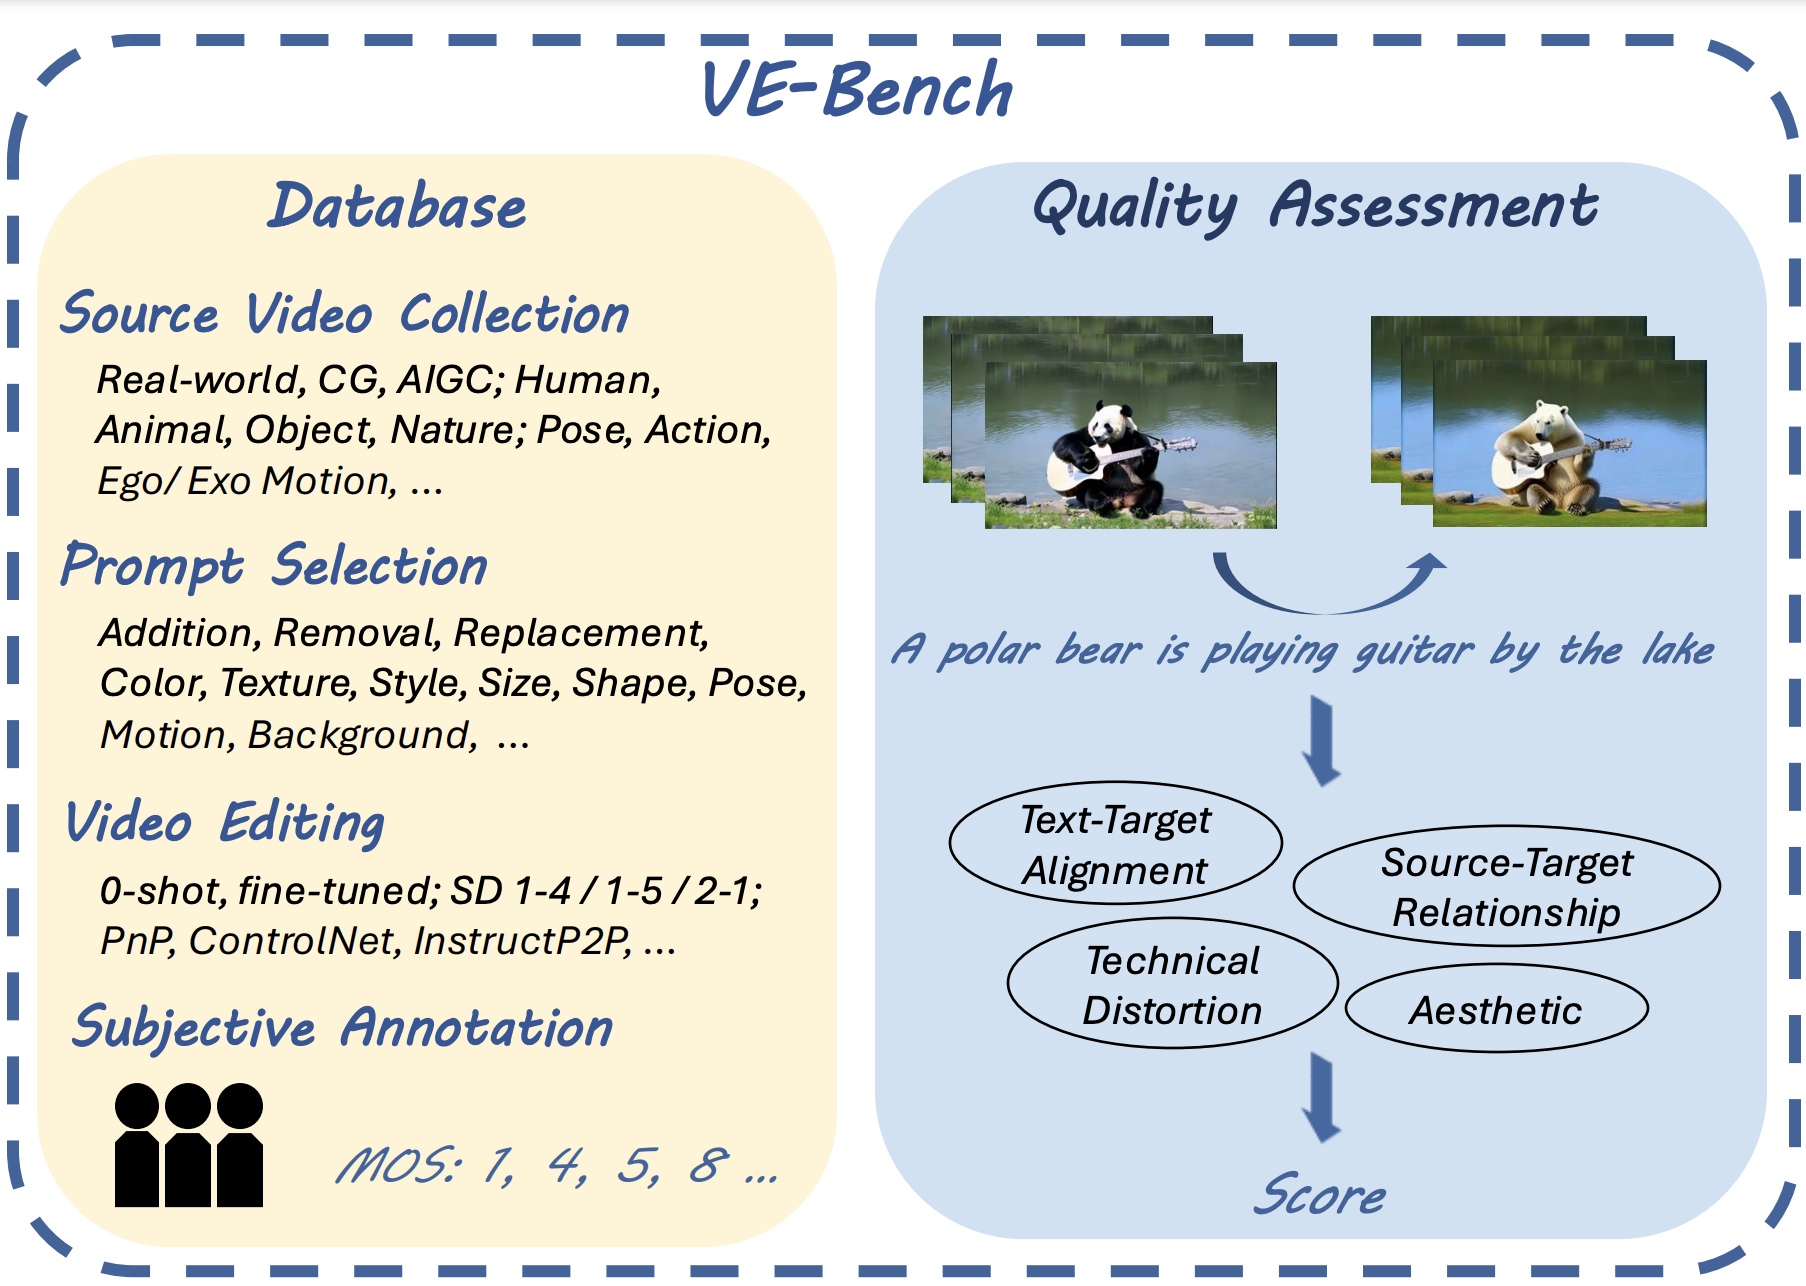 VE-Bench
Database
Source Video Collection
Real-world, CG, AIGC; Human,
Animal, Object, Nature; Pose, Action,
Ego/ Exo Motion, ...
Prompt Selection
Addition, Removal, Replacement,
Color, Texture, Style, Size, Shape, Pose,
Motion, Background, ...
Video Editing
0-shot, fine-tuned; SD 1-4 / 1-5 / 2-1;
PnP, ControlNet, InstructP2P, ...
Subjective Annotation
MOS: 1, 4, 5, 8 ...
Quality Assessment
A polar bear is playing guitar by the lake
Text-Target
Alignment
Source-Target
Relationship
Technical
Distortion
Aesthetic
Score